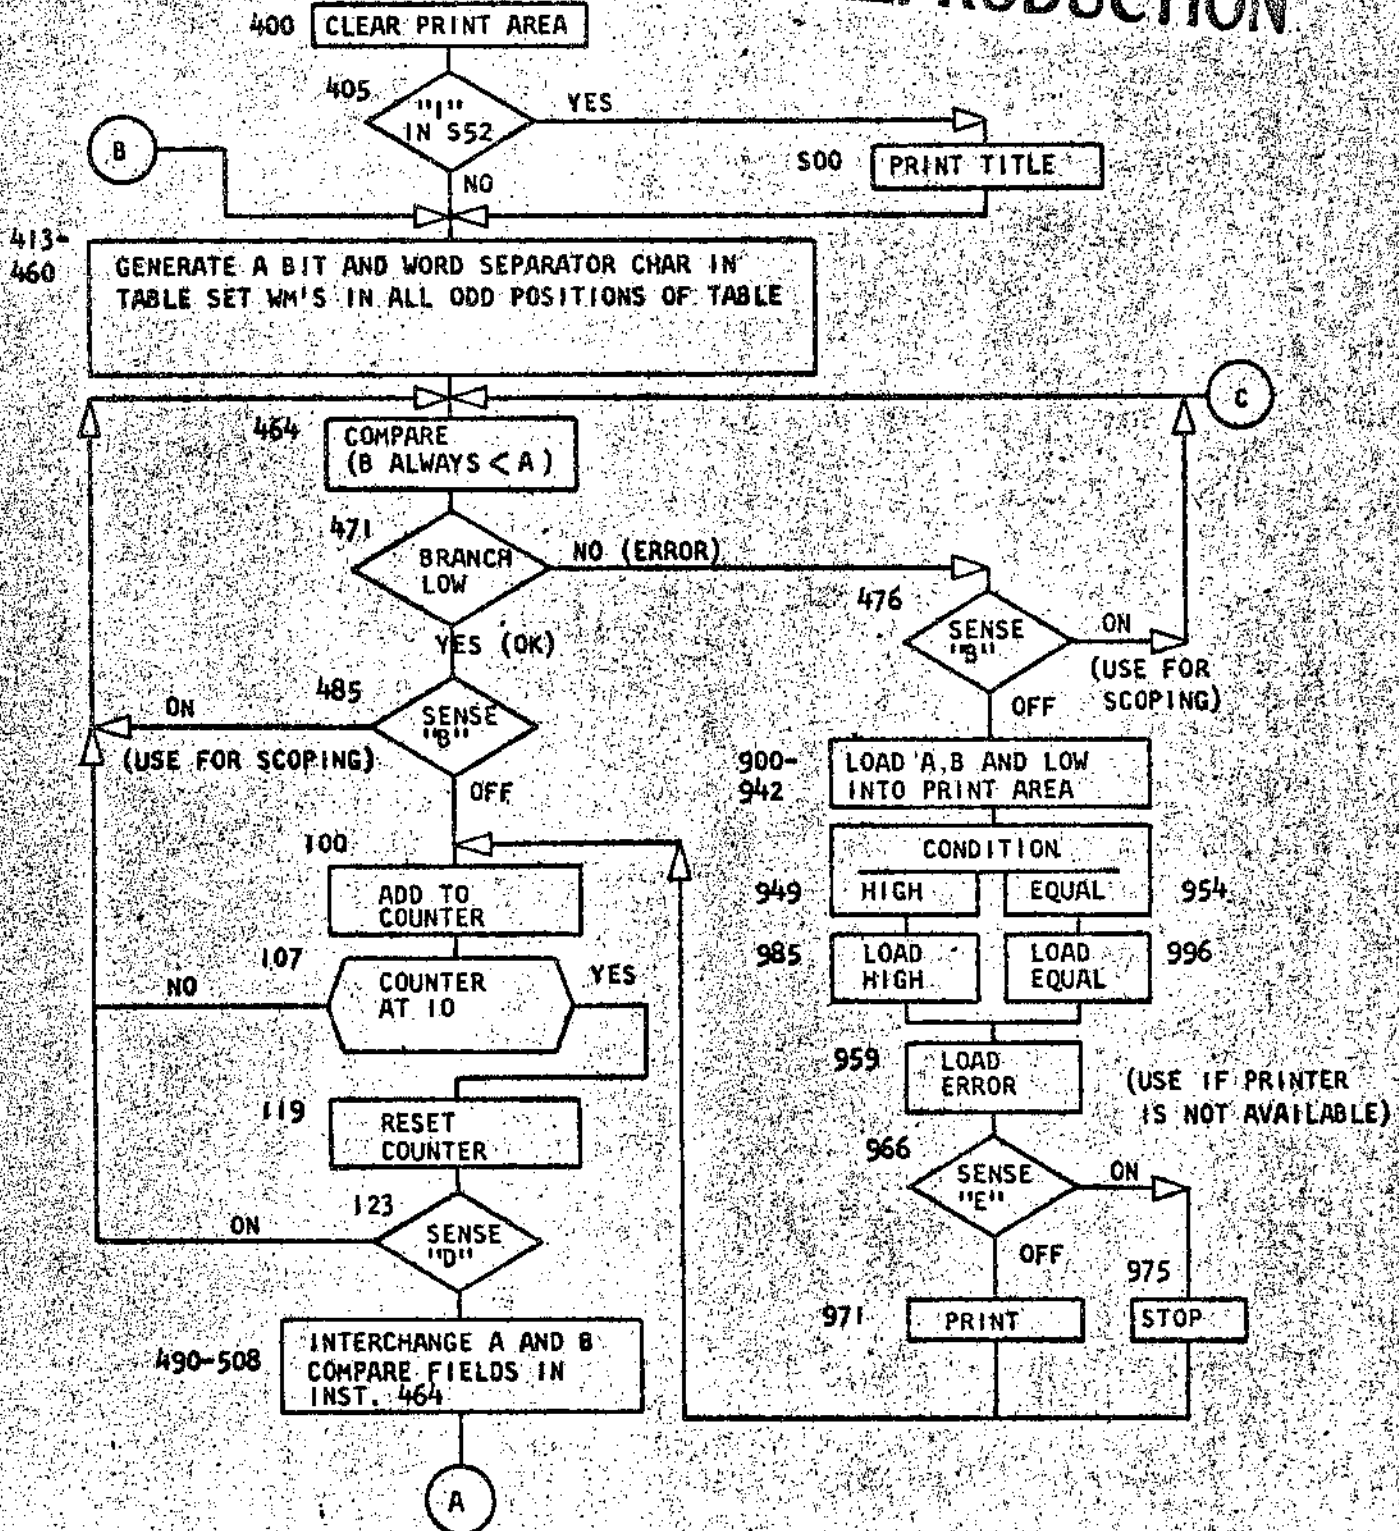 REPRODUCTION
400 CLEAR PRINT AREA
405
"1"
IN S52
YES
B
S00 PRINT TITLE
NO
413-
460
GENERATE A BIT AND WORD SEPARATOR CHAR IN
TABLE SET WM'S IN ALL ODD POSITIONS OF TABLE
C
464
COMPARE
(B ALWAYS < A)
471
BRANCH
LOW
NO (ERROR)
476
SENSE
"B"
ON
(USE FOR
SCOPING)
YES (OK)
OFF
485
SENSE
"B"
ON
(USE FOR SCOPING)
OFF
900-
942
LOAD A,B AND LOW
INTO PRINT AREA
CONDITION
949 HIGH EQUAL 954
100
ADD TO
COUNTER
985
LOAD
HIGH
LOAD
EQUAL
996
107
COUNTER
AT 10
NO
YES
959
LOAD
ERROR
(USE IF PRINTER
IS NOT AVAILABLE)
119
RESET
COUNTER
966
SENSE
"E"
ON
OFF
123
SENSE
"D"
ON
975
971 PRINT STOP
490-508
INTERCHANGE A AND B
COMPARE FIELDS IN
INST. 464
A